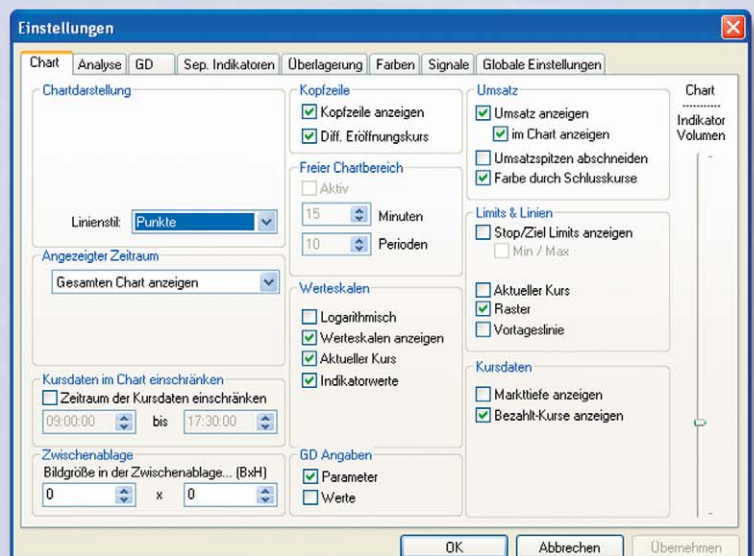 Einstellungen
Chart Analyse GD Sep. Indikatoren Überlagerung Farben Signale Globale Einstellungen
Chartdarstellung
Linienstil: Punkte
Angezeigter Zeitraum
Gesamten Chart anzeigen
Kursdaten im Chart einschränken
Zeitraum der Kursdaten einschränken
09:00:00 bis 17:30:00
Zwischenablage
Bildgröße in der Zwischenablage... (BxH)
0 x 0
Kopfzeile
Kopfzeile anzeigen
Diff. Eröffnungskurs
Freier Chartbereich
Aktiv
15 Minuten
10 Perioden
Werteskalen
Logarithmisch
Werteskalen anzeigen
Aktueller Kurs
Indikatorwerte
GD Angaben
Parameter
Werte
Umsatz
Umsatz anzeigen
im Chart anzeigen
Umsatzspitzen abschneiden
Farbe durch Schlusskurse
Limits & Linien
Stop/Ziel Limits anzeigen
Min / Max
Aktueller Kurs
Raster
Vortageslinie
Kursdaten
Markttiefe anzeigen
Bezahlt-Kurse anzeigen
Chart
Indikator
Volumen
OK Abbrechen Übernehmen